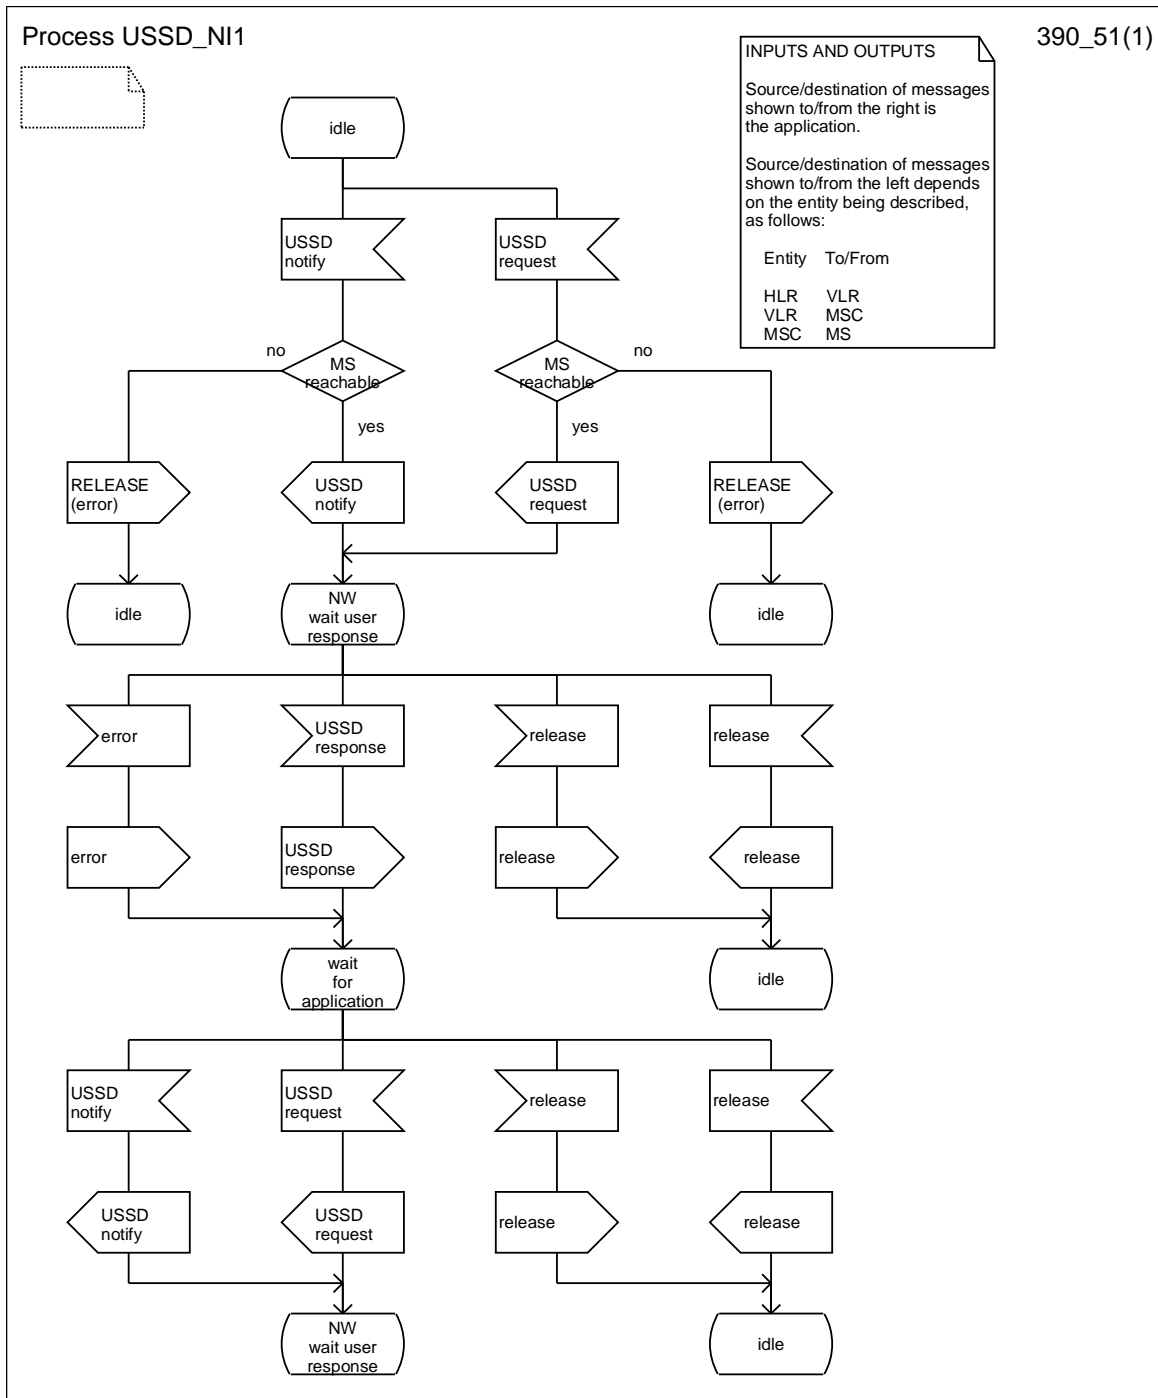 Process USSD_NI1
390_51(1)
INPUTS AND OUTPUTS
Source/destination of messages
shown to/from the right is
the application.
Source/destination of messages
shown to/from the left depends
on the entity being described,
as follows:
Entity To/From
HLR VLR
VLR MSC
MSC MS
idle
USSD
notify
USSD
request
no
MS
reachable
yes
MS
reachable
no
yes
RELEASE
(error)
USSD
notify
USSD
request
RELEASE
(error)
idle
NW
wait user
response
idle
error
USSD
response
release
release
error
USSD
response
release
release
wait
for
application
idle
USSD
notify
USSD
request
release
release
USSD
notify
USSD
request
release
release
NW
wait user
response
idle